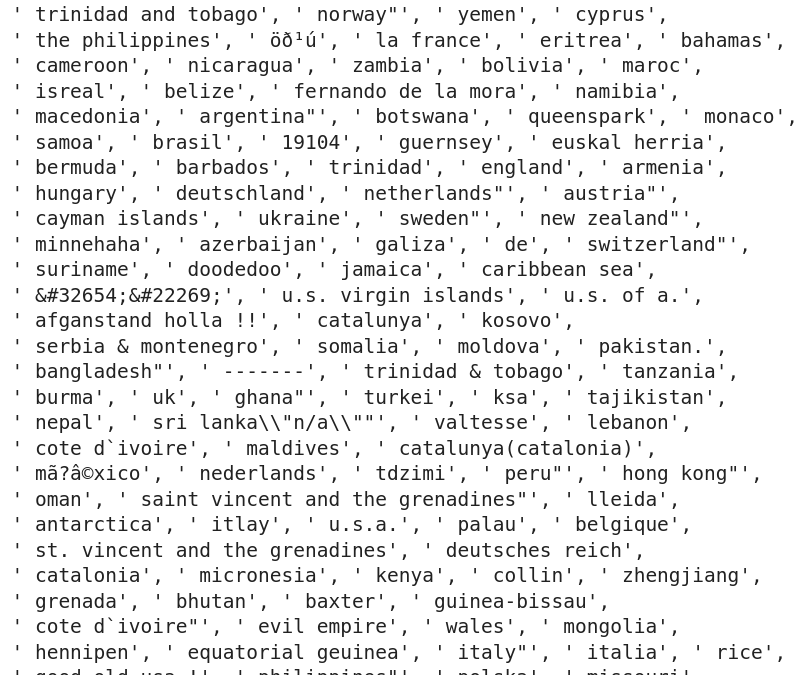 ' trinidad and tobago', ' norway"', ' yemen', ' cyprus',
' the philippines', ' öð¹ú', ' la france', ' eritrea', ' bahamas',
' cameroon', ' nicaragua', ' zambia', ' bolivia', ' maroc',
' isreal', ' belize', ' fernando de la mora', ' namibia',
' macedonia', ' argentina"', ' botswana', ' queenspark', ' monaco',
' samoa', ' brasil', ' 19104', ' guernsey', ' euskal herria',
' bermuda', ' barbados', ' trinidad', ' england', ' armenia',
' hungary', ' deutschland', ' netherlands"', ' austria"',
' cayman islands', ' ukraine', ' sweden"', ' new zealand"',
' minnehaha', ' azerbaijan', ' galiza', ' de', ' switzerland"',
' suriname', ' doodedoo', ' jamaica', ' caribbean sea',
' &#32654;&#22269;', ' u.s. virgin islands', ' u.s. of a.',
' afganstand holla !!', ' catalunya', ' kosovo',
' serbia & montenegro', ' somalia', ' moldova', ' pakistan.',
' bangladesh"', ' -------', ' trinidad & tobago', ' tanzania',
' burma', ' uk', ' ghana"', ' turkei', ' ksa', ' tajikistan',
' nepal', ' sri lanka\\"n/a\\""', ' valtesse', ' lebanon',
' cote d`ivoire', ' maldives', ' catalunya(catalonia)',
' mã?â©xico', ' nederlands', ' tdzimi', ' peru"', ' hong kong"',
' oman', ' saint vincent and the grenadines"', ' lleida',
' antarctica', ' itlay', ' u.s.a.', ' palau', ' belgique',
' st. vincent and the grenadines', ' deutsches reich',
' catalonia', ' micronesia', ' kenya', ' collin', ' zhengjiang',
' grenada', ' bhutan', ' baxter', ' guinea-bissau',
' cote d`ivoire"', ' evil empire', ' wales', ' mongolia',
' hennipen', ' equatorial geuinea', ' italy"', ' italia', ' rice',
' good old usa !', ' philippines"', ' polska', ' missouri',